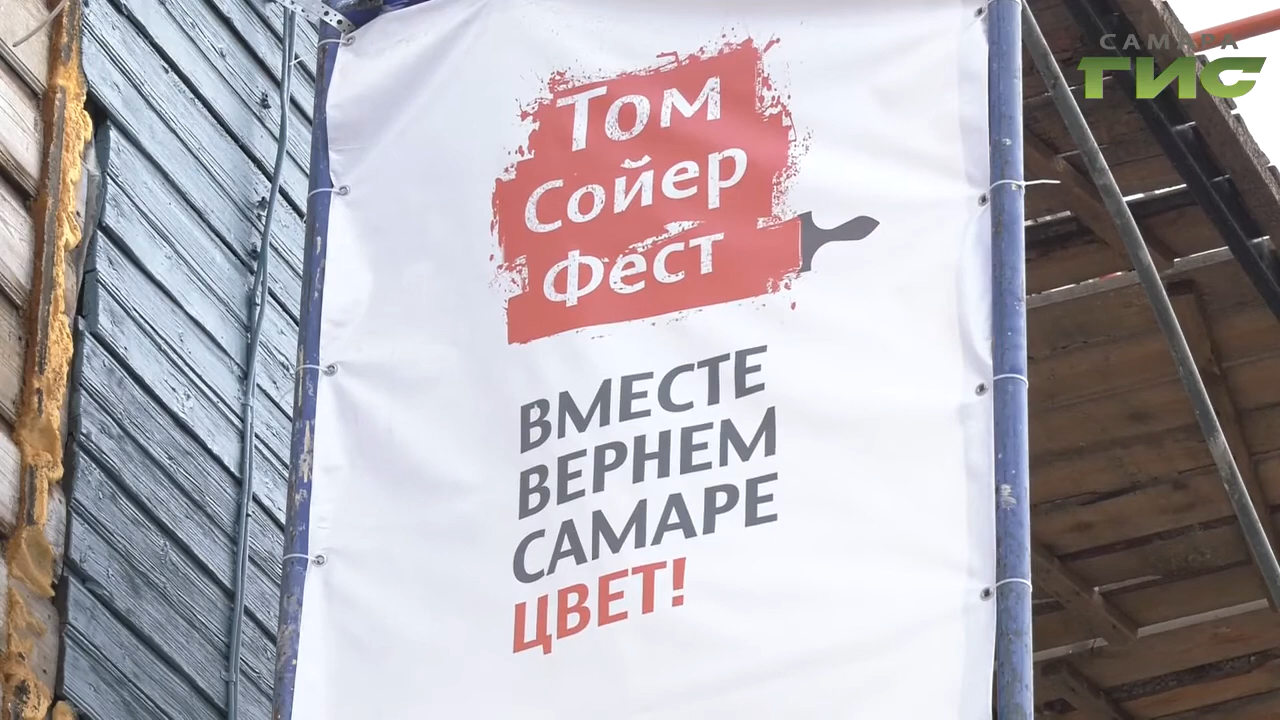 САМАРА
ГИС
Том
Сойер
Фест
ВМЕСТЕ
ВЕРНЕМ
САМАРЕ
ЦВЕТ!